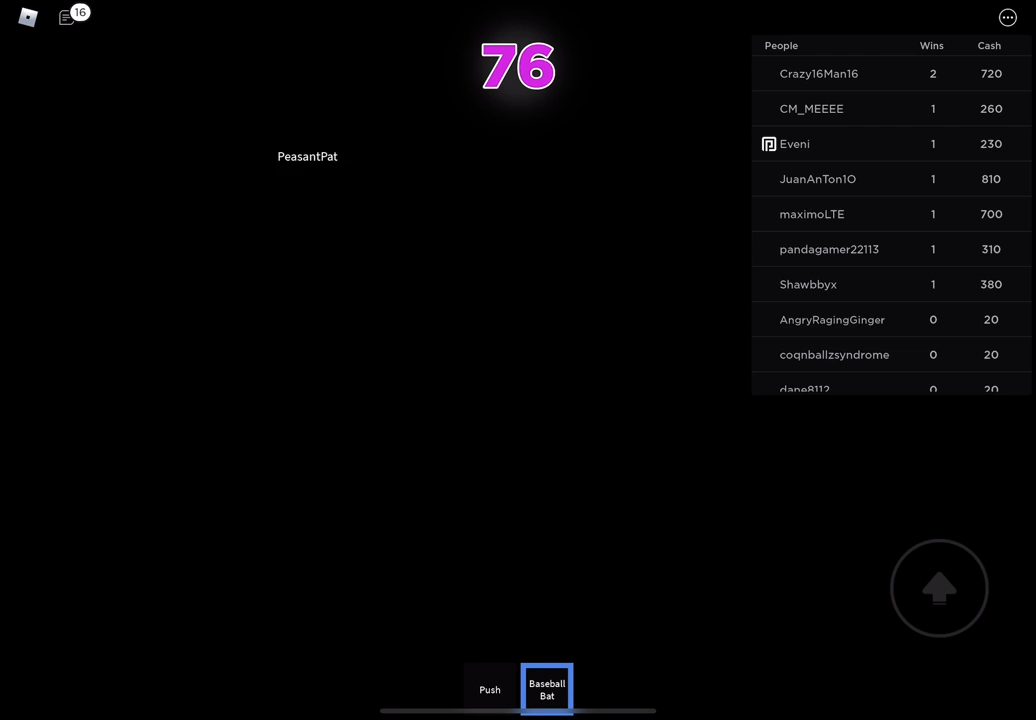 16
76
People Wins Cash
Crazy16Man16 2 720
CM_MEEEE 1 260
Eveni 1 230
JuanAnTon1O 1 810
maximoLTE 1 700
pandagamer22113 1 310
Shawbbyx 1 380
AngryRagingGinger 0 20
coqnballzsyndrome 0 20
dane8112 0 20
PeasantPat
Push
Baseball
Bat